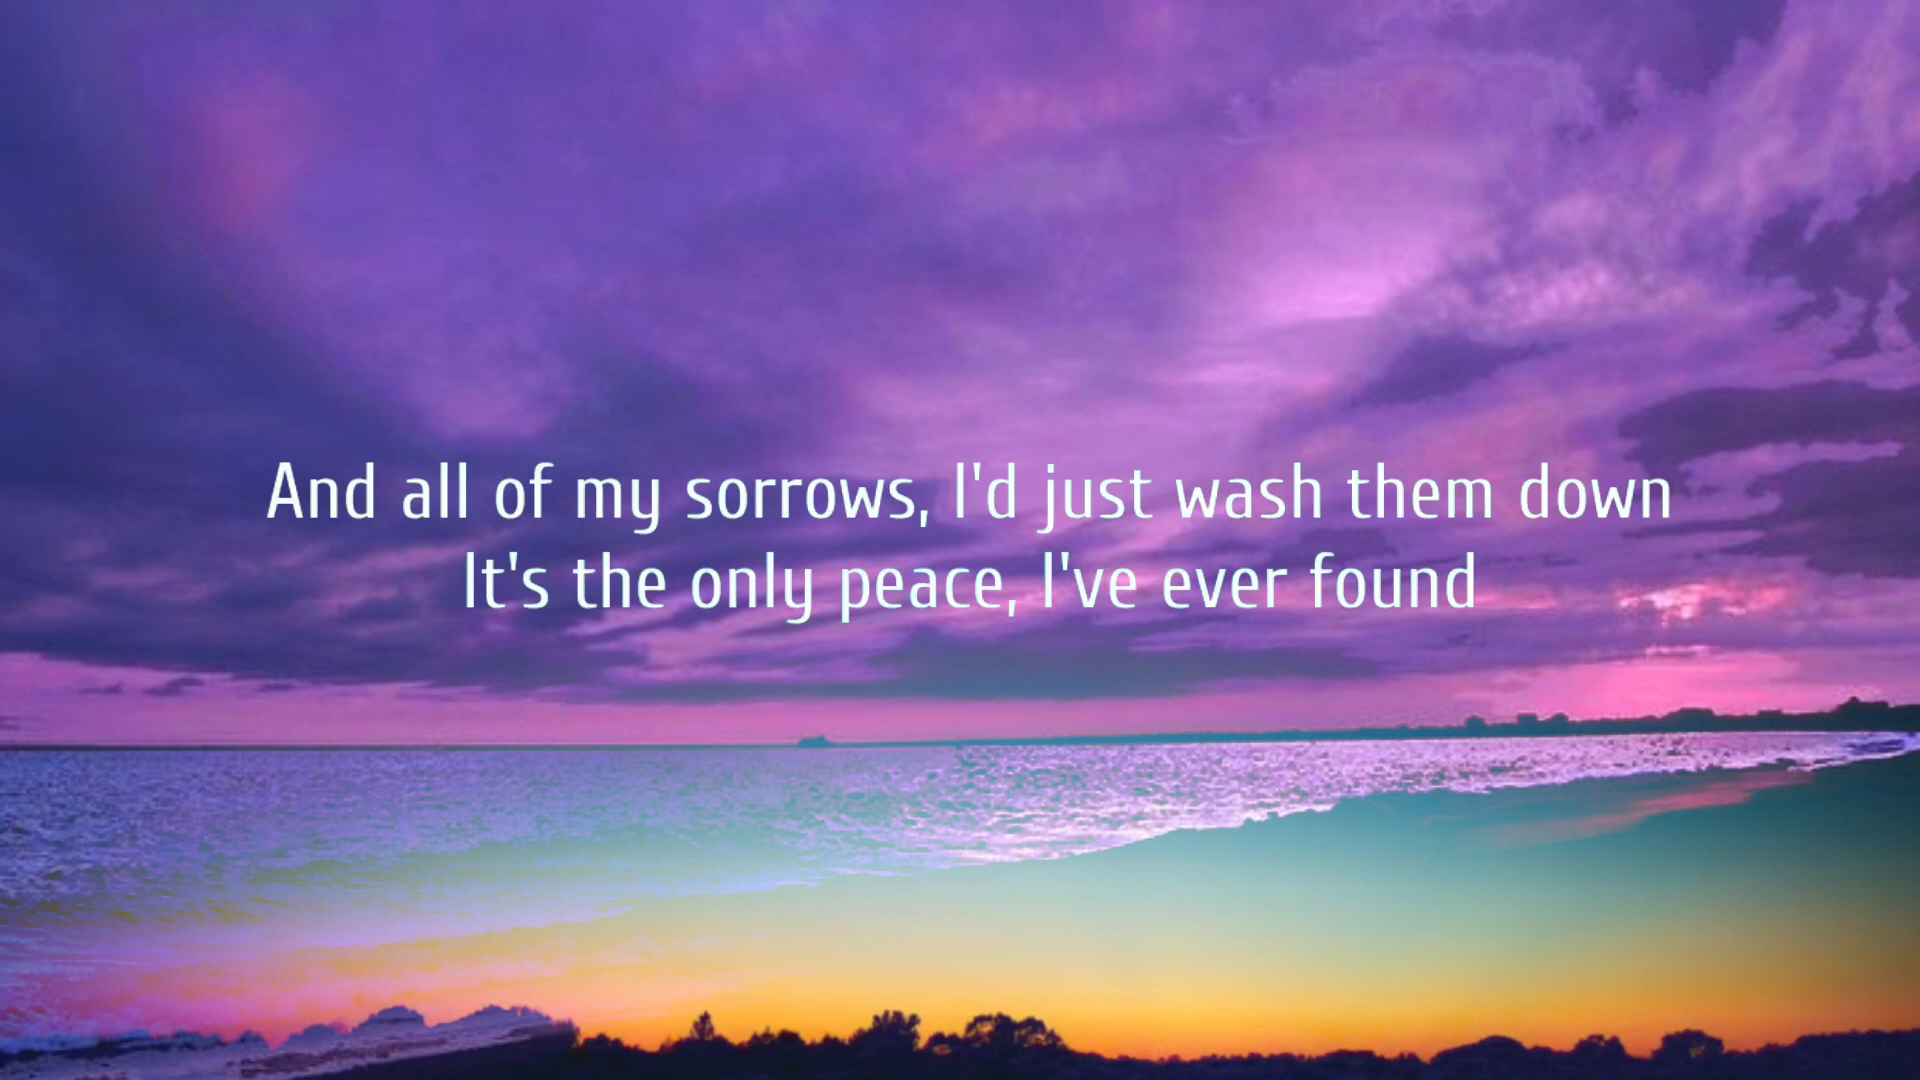 And all of my sorrows, I'd just wash them down
It's the only peace, I've ever found